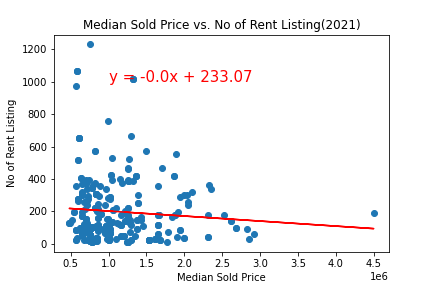 Median Sold Price vs. No of Rent Listing(2021)
y = -0.0x + 233.07
No of Rent Listing
1200
1000
800
600
400
200
0
0.5 1.0 1.5 2.0 2.5 3.0 3.5 4.0 4.5
1e6
Median Sold Price